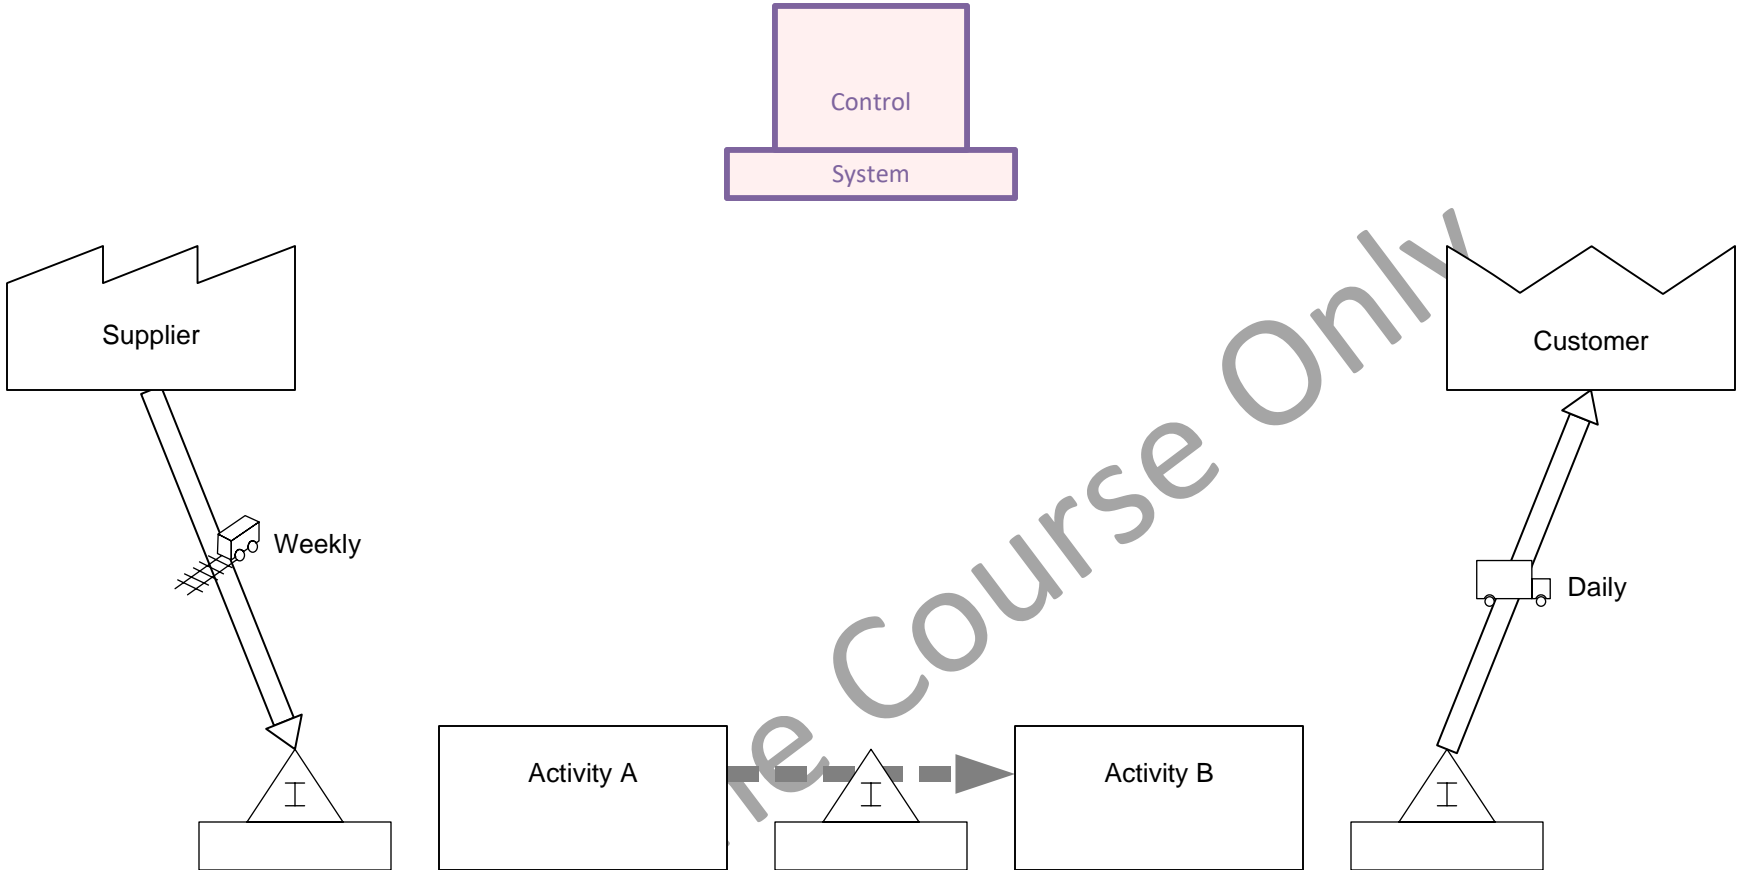 Control
System
Supplier
Customer
Weekly
Daily
Activity A
Activity B
I
I
I
Course Only